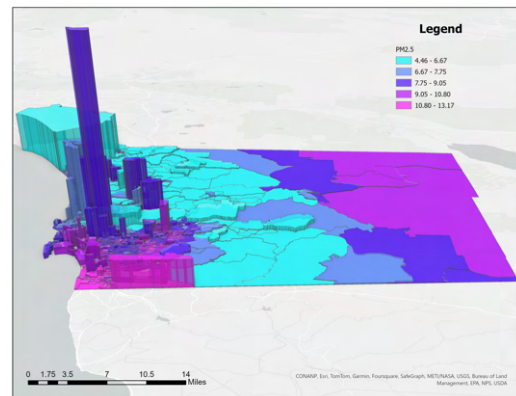 Legend
PM2.5
4.46 - 6.67
6.67 - 7.75
7.75 - 9.05
9.05 - 10.80
10.80 - 13.17
0 1.75 3.5 7 10.5 14
Miles
CONANP, Esri, TomTom, Garmin, Foursquare, SafeGraph, METI/NASA, USGS, Bureau of Land
Management, EPA, NPS, USDA